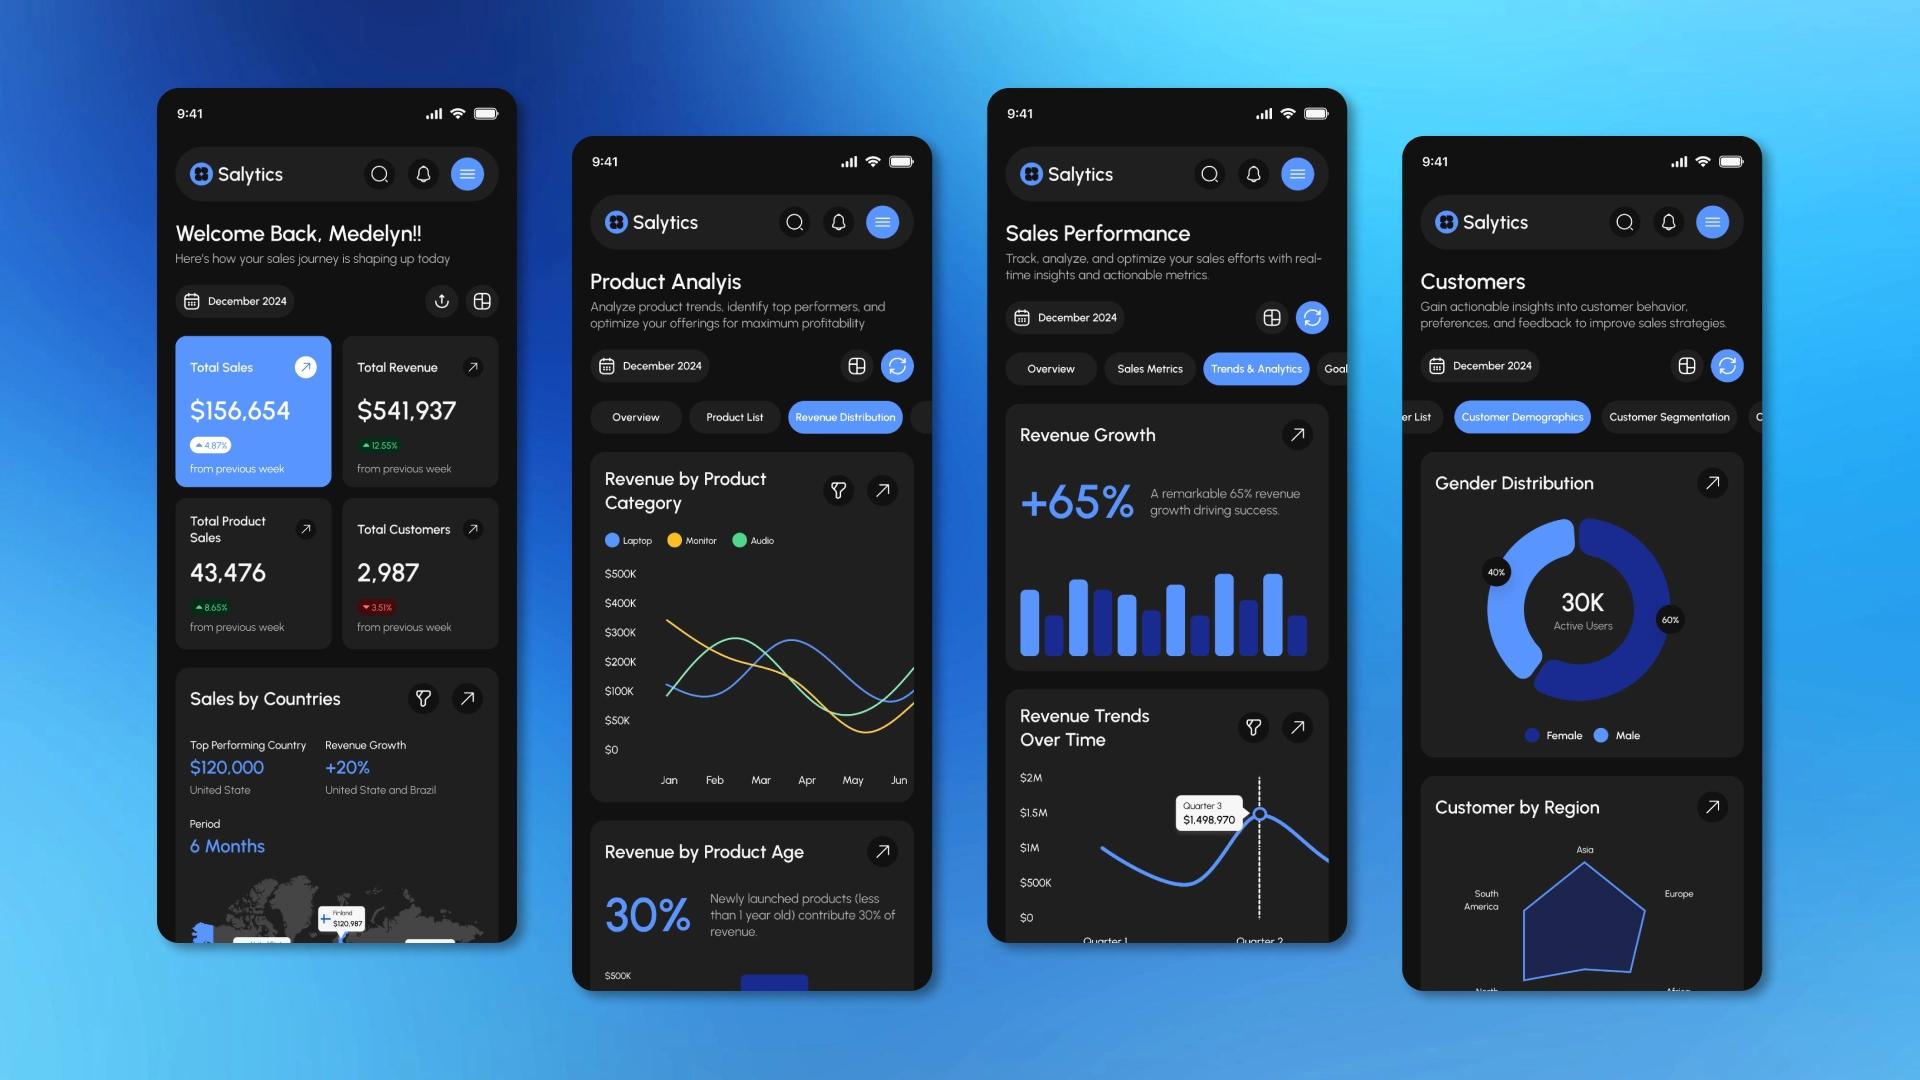 9:41
Salytics
Welcome Back, Medelyn!!
Here's how your sales journey is shaping up today
December 2024
Total Sales
$156,654
4.87%
from previous week
Total Revenue
$541,937
12.55%
from previous week
Total Product
Sales
43,476
8.65%
from previous week
Total Customers
2,987
3.51%
from previous week
Sales by Countries
Top Performing Country
$120,000
United State
Revenue Growth
+20%
United State and Brazil
Period
6 Months
Finland
$120,987
9:41
Salytics
Product Analyis
Analyze product trends, identify top performers, and
optimize your offerings for maximum profitability
December 2024
Overview
Product List
Revenue Distribution
Revenue by Product
Category
Laptop
Monitor
Audio
$500K
$400K
$300K
$200K
$100K
$50K
$0
Jan
Feb
Mar
Apr
May
Jun
Revenue by Product Age
30%
Newly launched products (less
than 1 year old) contribute 30% of
revenue.
$500K
9:41
Salytics
Sales Performance
Track, analyze, and optimize your sales efforts with real-
time insights and actionable metrics.
December 2024
Overview
Sales Metrics
Trends & Analytics
Goal
Revenue Growth
+65%
A remarkable 65% revenue
growth driving success.
Revenue Trends
Over Time
$2M
$1.5M
$1M
$500K
$0
Quarter 3
$1,498,970
Quarter 1
Quarter 2
9:41
Salytics
Customers
Gain actionable insights into customer behavior,
preferences, and feedback to improve sales strategies.
December 2024
er List
Customer Demographics
Customer Segmentation
Gender Distribution
40%
30K
Active Users
60%
Female
Male
Customer by Region
Asia
South
America
Europe
North
Africa